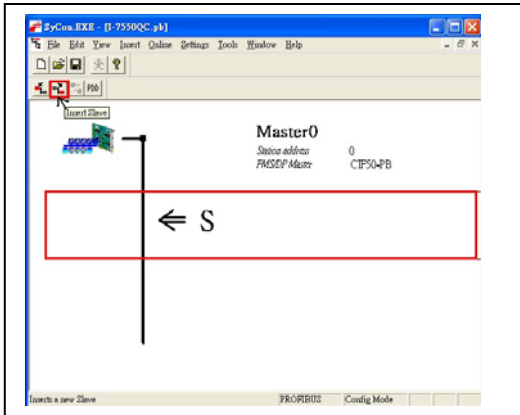 SyCon.EXE - [I-7550QC.pb]
File Edit View Insert Online Settings Tools Window Help
PDO
Insert Slave
Master0
Station address 0
FMS/DP Master CIF50-PB
⇐ S
Inserts a new Slave PROFIBUS Config Mode